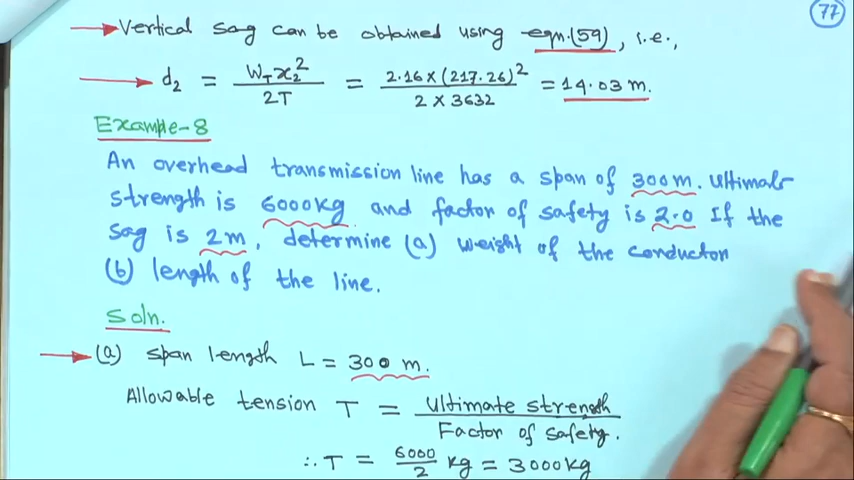 77
Vertical sag can be obtained using eqn.(59), i.e.,
d₂ = W_T x₂² / 2T = 2.16 × (217.26)² / 2 × 3632 = 14.03 m.
Example-8
An overhead transmission line has a span of 300m. Ultimate
strength is 6000kg and factor of safety is 2.0 If the
sag is 2m, determine (a) weight of the conductor
(b) length of the line.
Soln.
(a) span length L = 300 m.
Allowable tension T = Ultimate strength / Factor of safety.
∴ T = 6000/2 kg = 3000kg